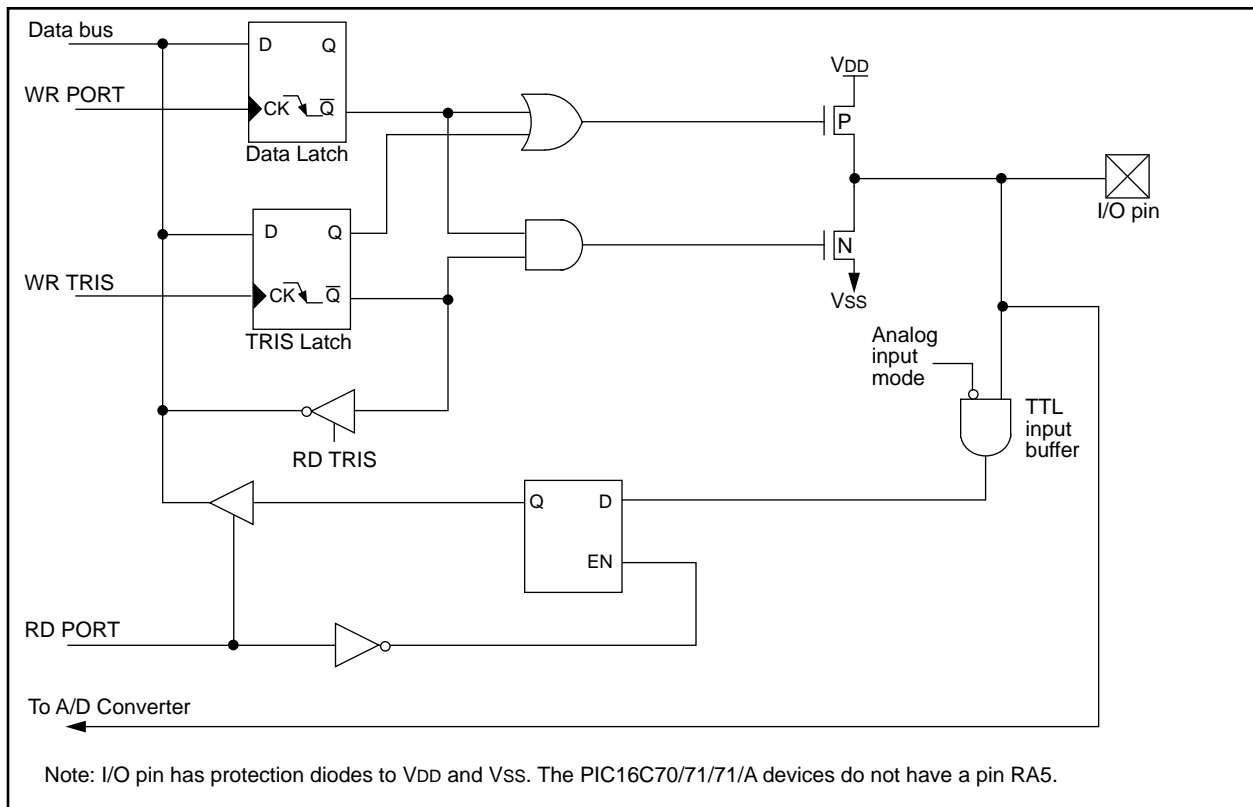 Data bus
D Q
VDD
WR PORT
CK Q̅
P
Data Latch
I/O pin
D Q
N
WR TRIS
CK Q̅
VSS
TRIS Latch
Analog
input
mode
TTL
input
buffer
RD TRIS
Q D
EN
RD PORT
To A/D Converter
Note: I/O pin has protection diodes to VDD and VSS. The PIC16C70/71/71/A devices do not have a pin RA5.